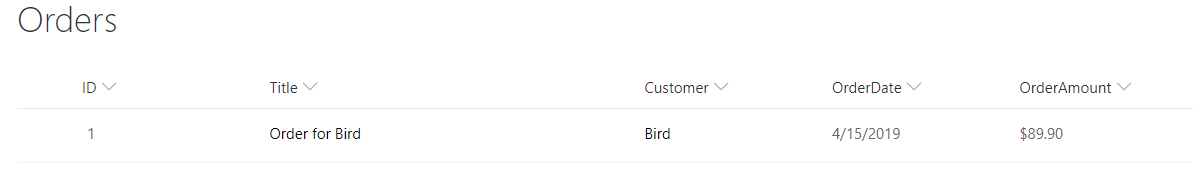 Orders
ID Title Customer OrderDate OrderAmount
1 Order for Bird Bird 4/15/2019 $89.90